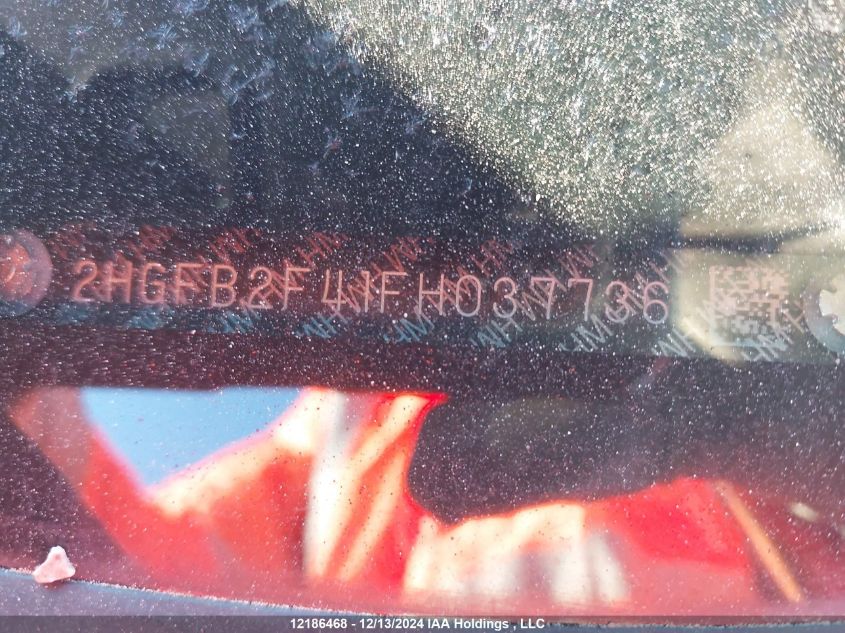 2HGFB2F41FH037736
12186468 - 12/13/2024 IAA Holdings , LLC